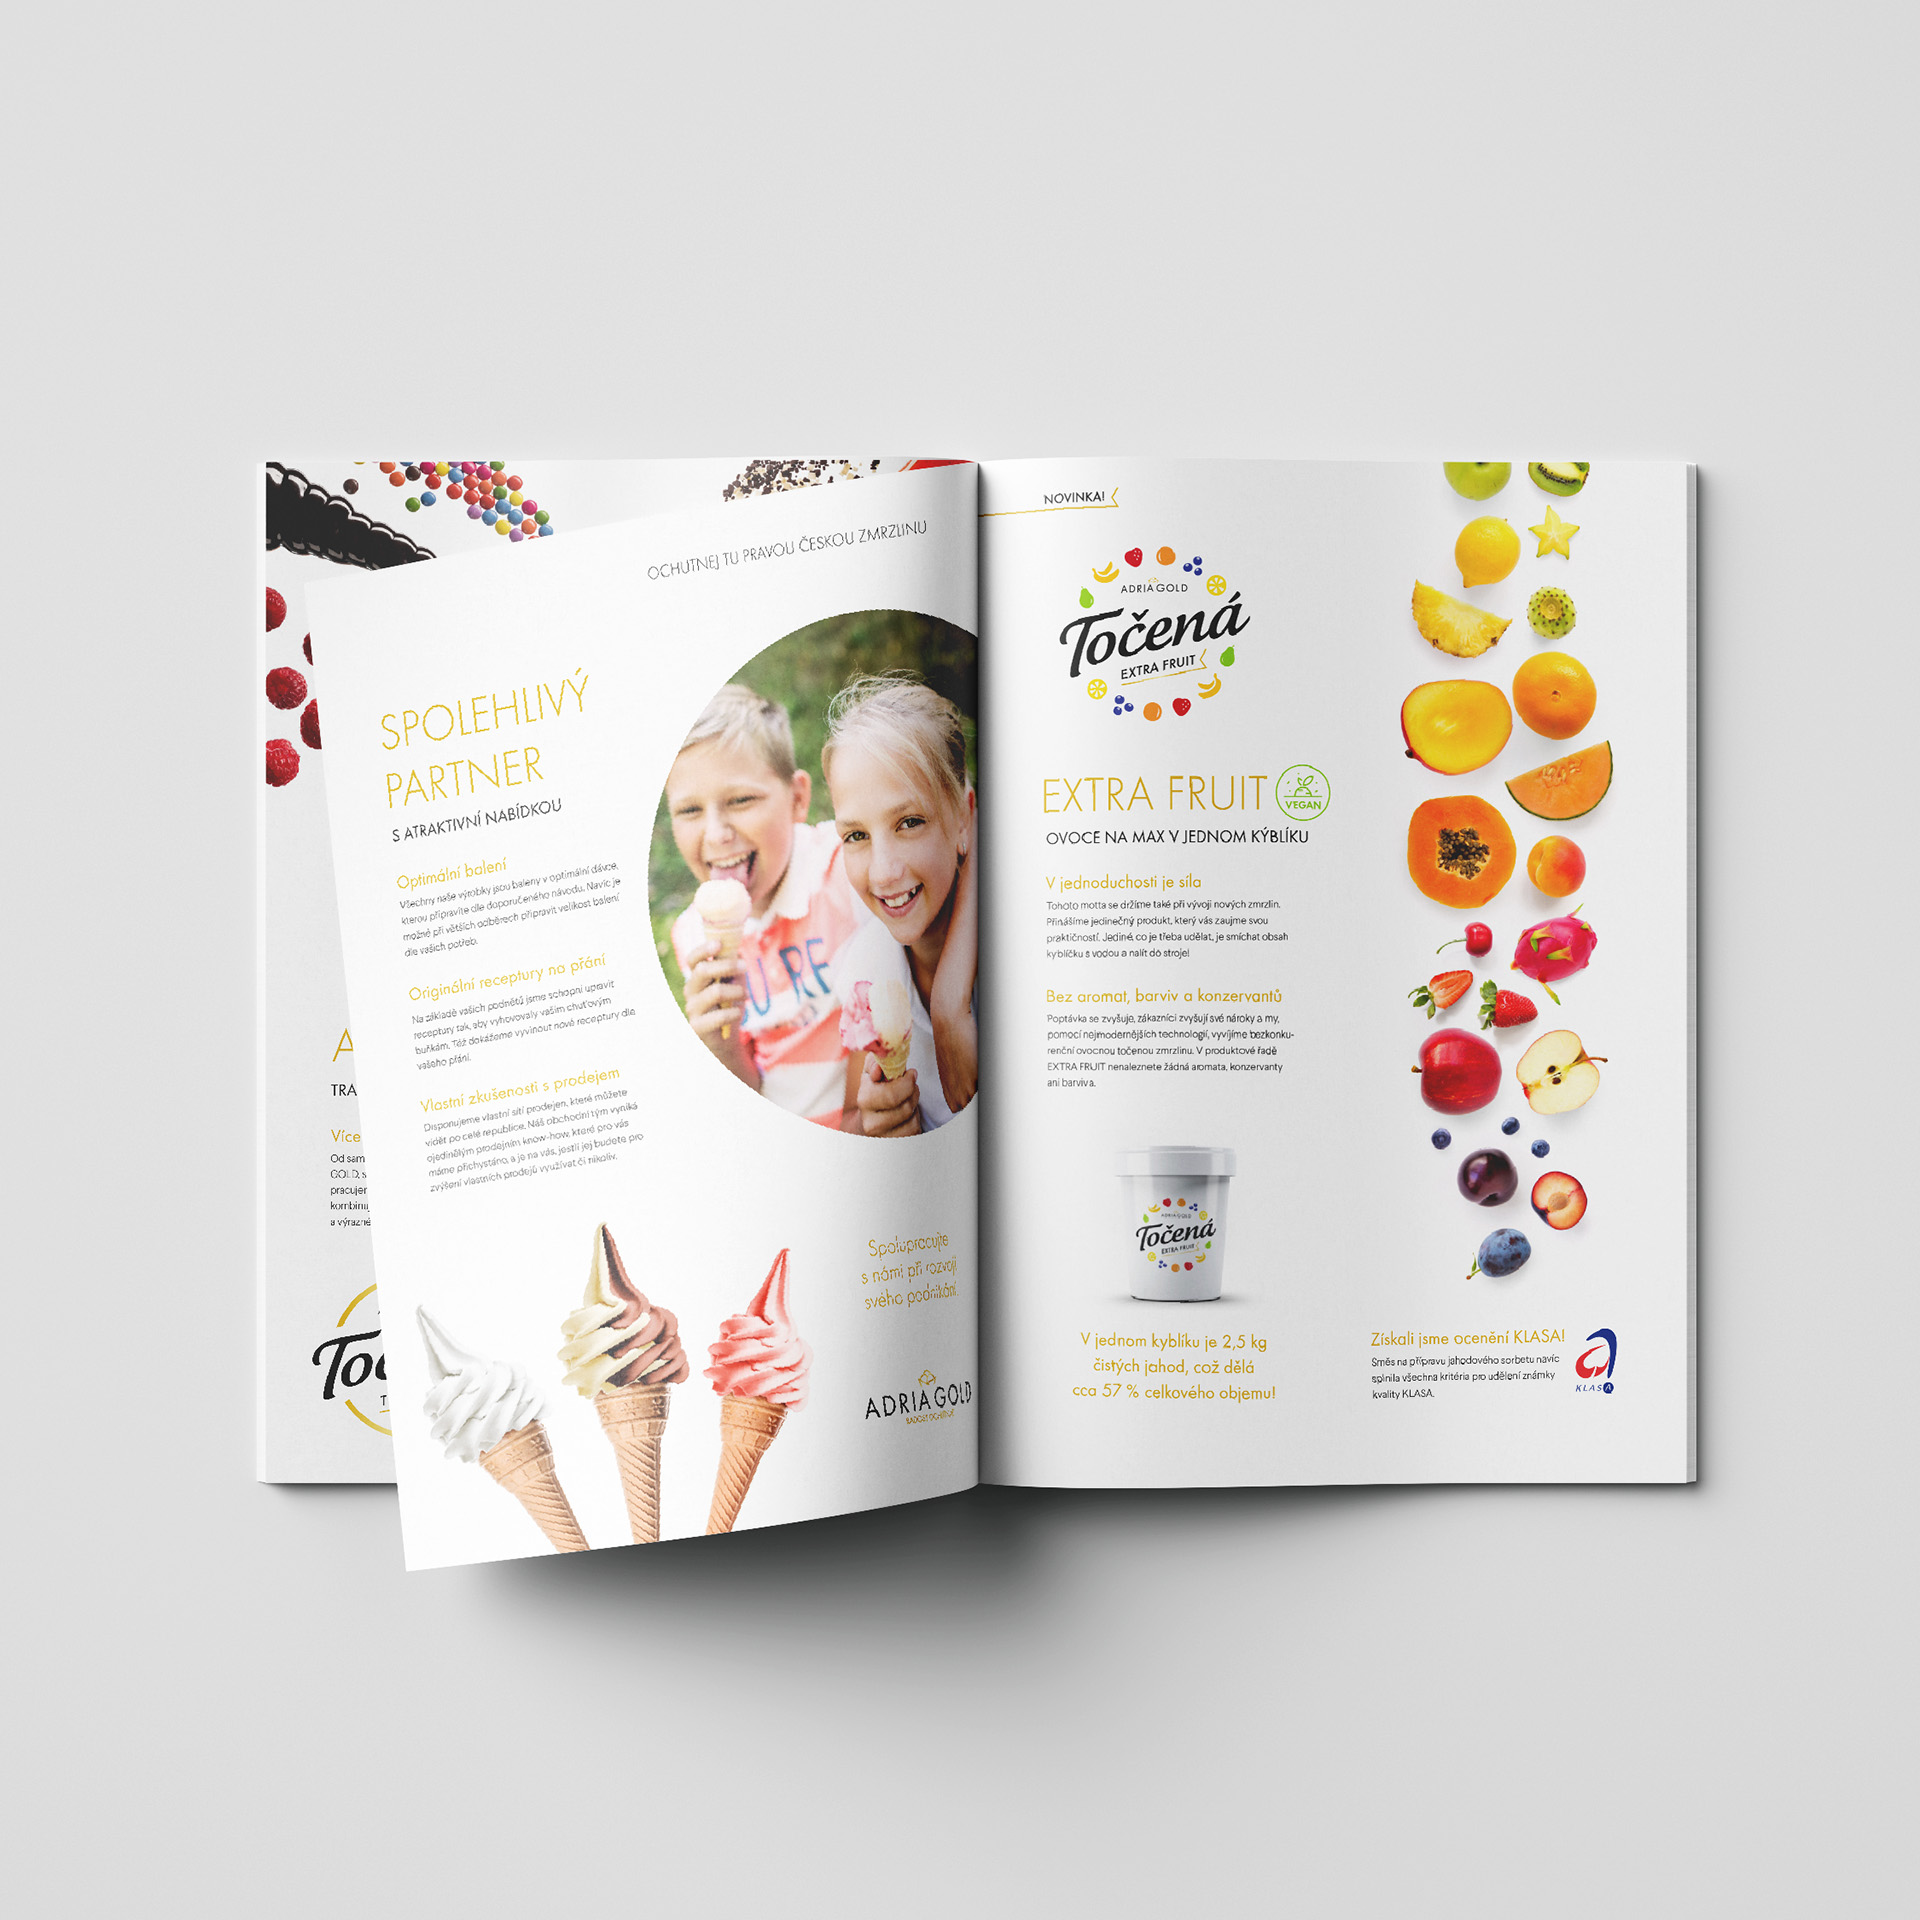 OCHUTNEJ TU PRAVOU ČESKOU ZMRZLINU
SPOLEHLIVÝ
PARTNER
S ATRAKTIVNÍ NABÍDKOU
Optimální balení
Všechny naše výrobky jsou baleny v optimální dávce,
kterou připravíte dle doporučeného návodu. Navíc je
možné při větších odběrech připravit velikost balení
dle vašich potřeb.
Originální receptury na přání
Na základě vašich podnětů jsme schopni upravit
receptury tak, aby vyhovovaly vašim chuťovým
buňkám. Též dokážeme vyvinout nové receptury dle
vašeho přání.
Vlastní zkušenosti s prodejem
Disponujeme vlastní sítí prodejen, které můžete
vidět po celé republice. Náš obchodní tým vyniká
ojedinělým prodejním know-how, které pro vás
máme přichystáno, a je na vás, jestli jej budete pro
zvýšení vlastních prodejů využívat či nikoliv.
Spolupracujte
s námi při rozvoji
svého podnikání.
ADRIA GOLD
RADOST OCHUTNAT
A
TRA
Více
Od sam
GOLD, s
pracujer
kombinuj
a výrazně
Toč
T
NOVINKA!
ADRIA GOLD
Točená
EXTRA FRUIT
EXTRA FRUIT
VEGAN
OVOCE NA MAX V JEDNOM KÝBLÍKU
V jednoduchosti je síla
Tohoto motta se držíme také při vývoji nových zmrzlin.
Přinášíme jedinečný produkt, který vás zaujme svou
praktičností. Jediné, co je třeba udělat, je smíchat obsah
kyblíčku s vodou a nalít do stroje!
Bez aromat, barviv a konzervantů
Poptávka se zvyšuje, zákazníci zvyšují své nároky a my,
pomocí nejmodernějších technologií, vyvíjíme bezkonku-
renční ovocnou točenou zmrzlinu. V produktové řadě
EXTRA FRUIT nenaleznete žádná aromata, konzervanty
ani barviva.
ADRIA GOLD
Točená
EXTRA FRUIT
V jednom kyblíku je 2,5 kg
čistých jahod, což dělá
cca 57 % celkového objemu!
Získali jsme ocenění KLASA!
Směs na přípravu jahodového sorbetu navíc
splnila všechna kritéria pro udělení známky
kvality KLASA.
KLASA